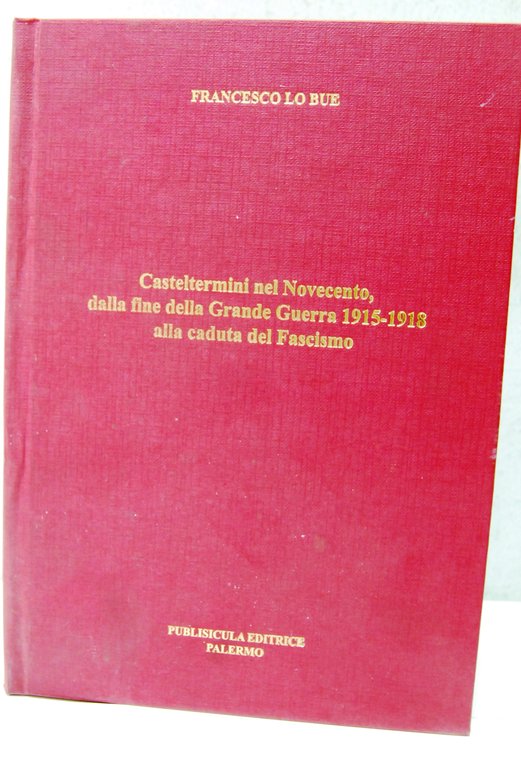 FRANCESCO LO BUE
Casteltermini nel Novecento,
dalla fine della Grande Guerra 1915-1918
alla caduta del Fascismo
PUBLISICULA EDITRICE
PALERMO